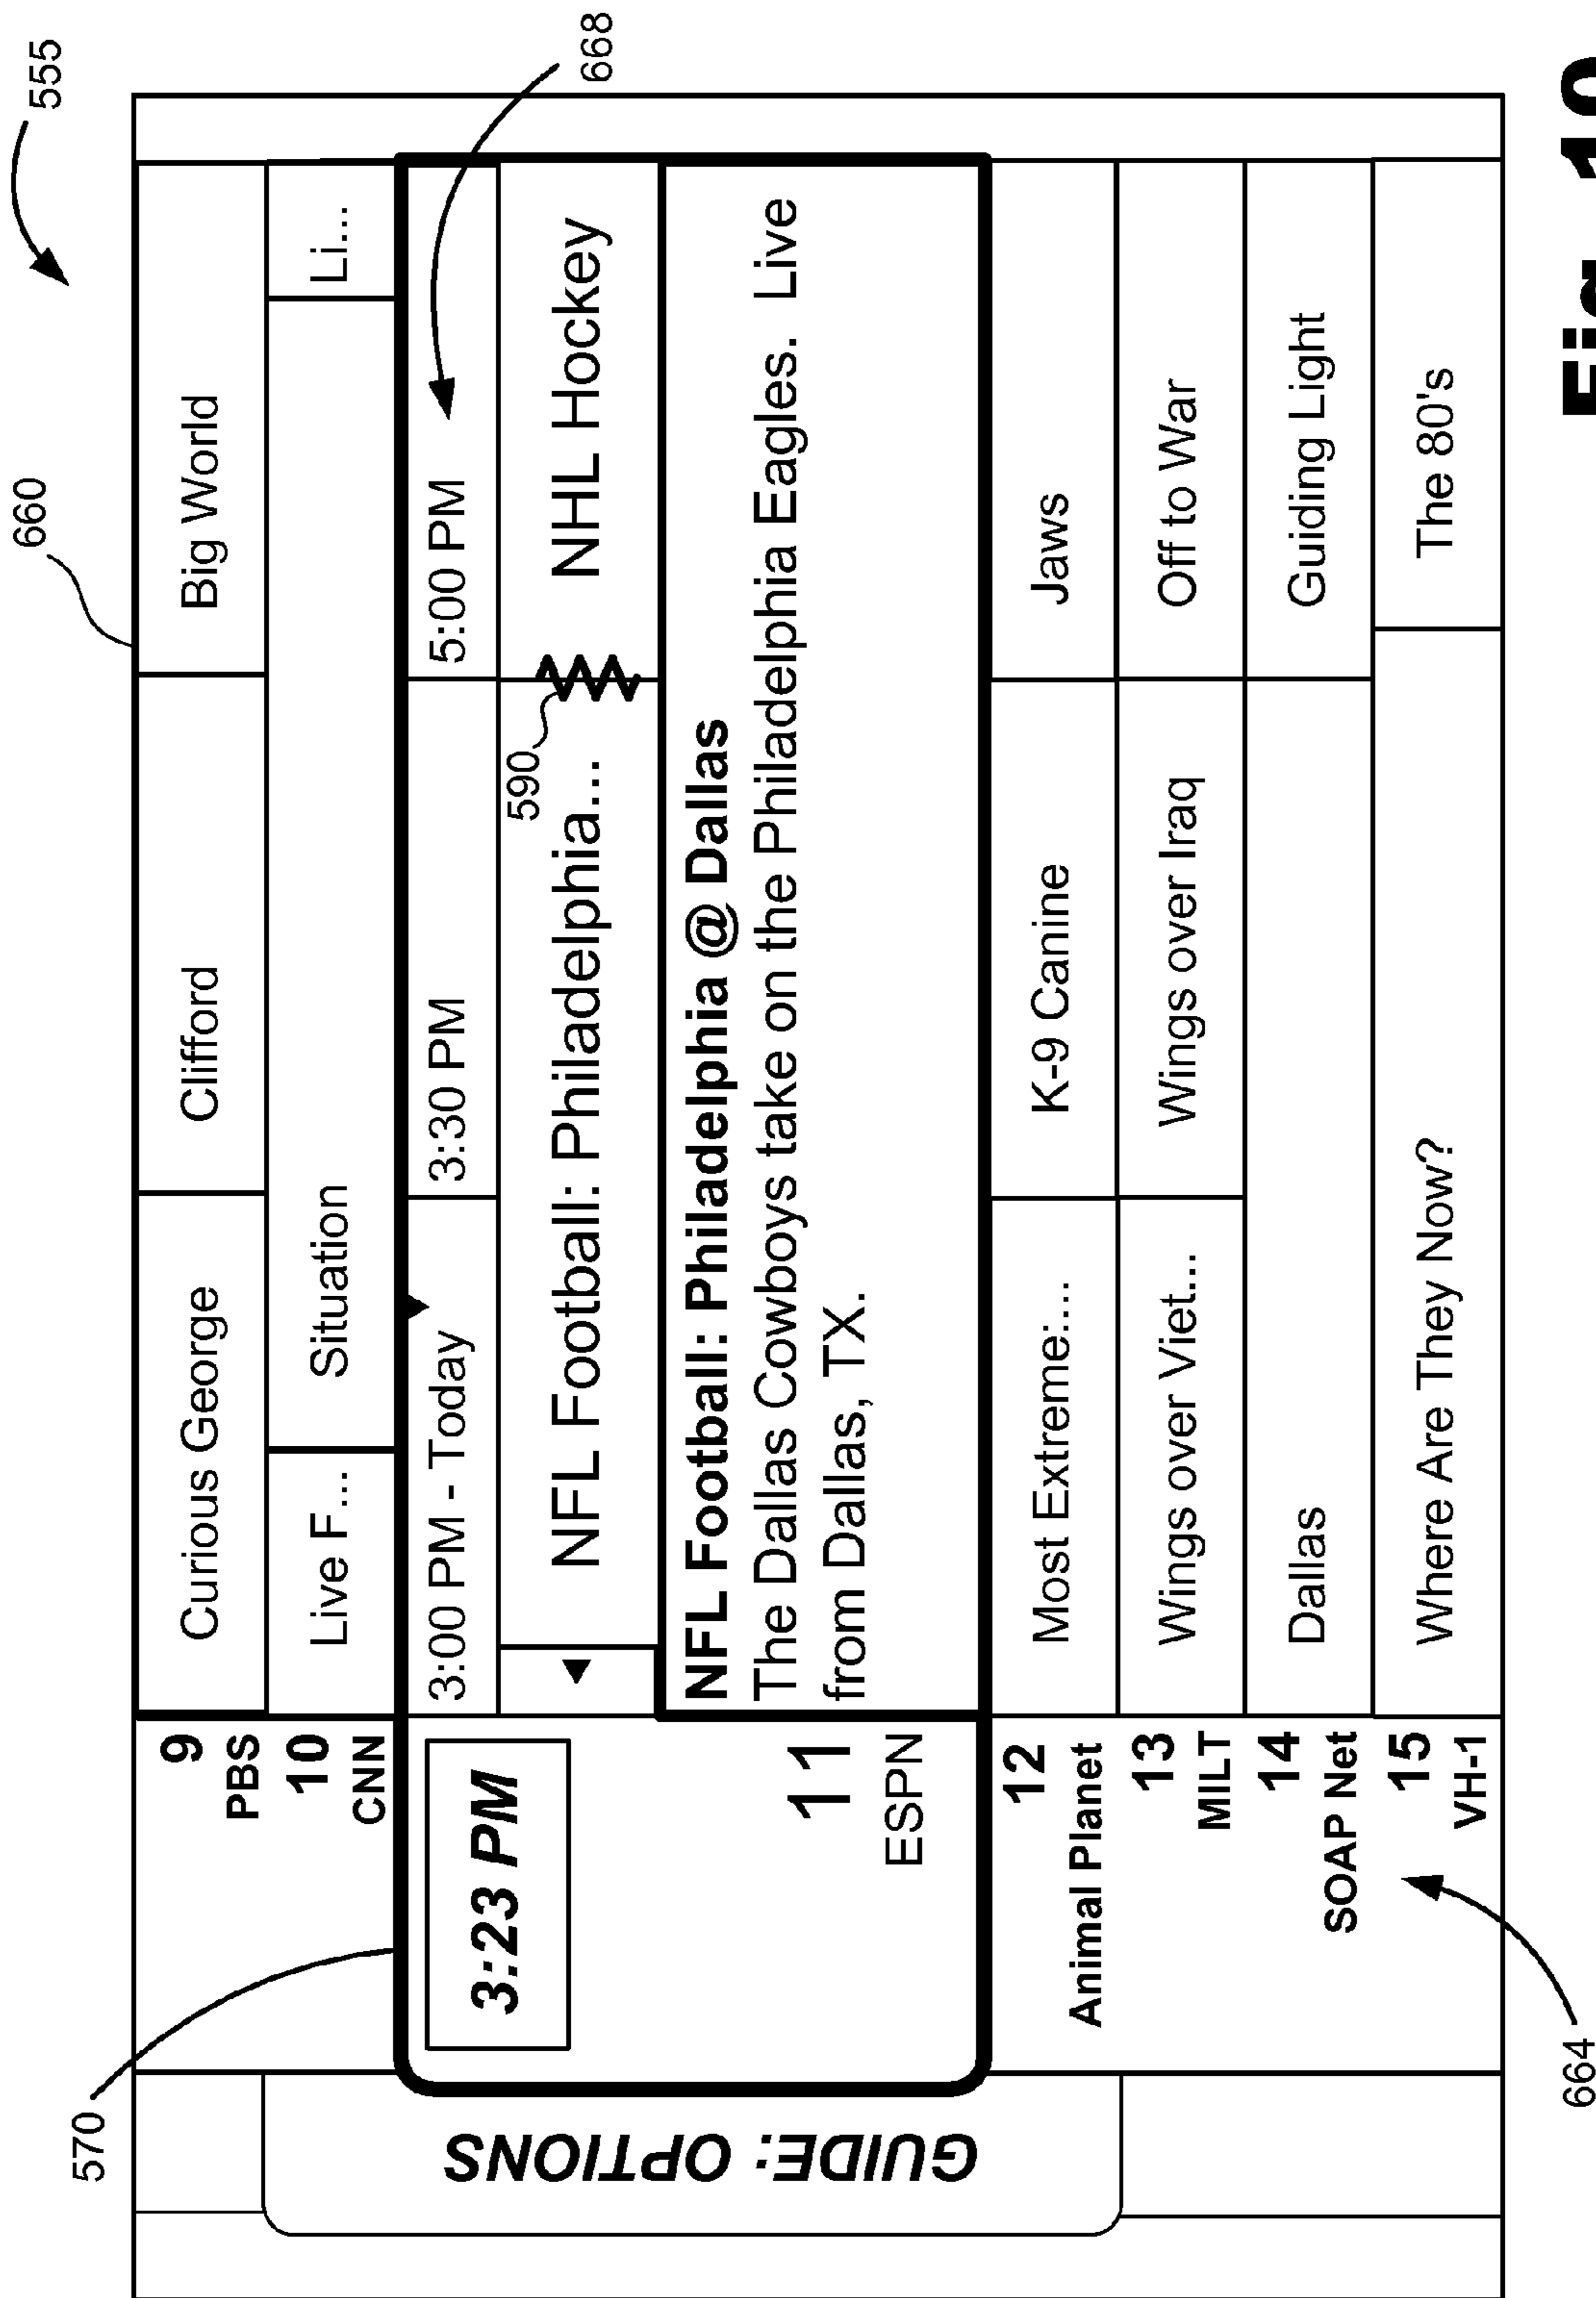 555
660
668
9 PBS Curious George Clifford Big World
10 CNN Live F... Situation Li...
570
3:23 PM
3:00 PM - Today 3:30 PM 5:00 PM
590
NFL Football: Philadelphia... NHL Hockey
11
ESPN
NFL Football: Philadelphia @ Dallas
The Dallas Cowboys take on the Philadelphia Eagles. Live
from Dallas, TX.
GUIDE: OPTIONS
12 Animal Planet Most Extreme:... K-9 Canine Jaws
13 MILT Wings over Viet... Wings over Iraq Off to War
14 SOAP Net Dallas Guiding Light
15 VH-1 Where Are They Now? The 80's
664